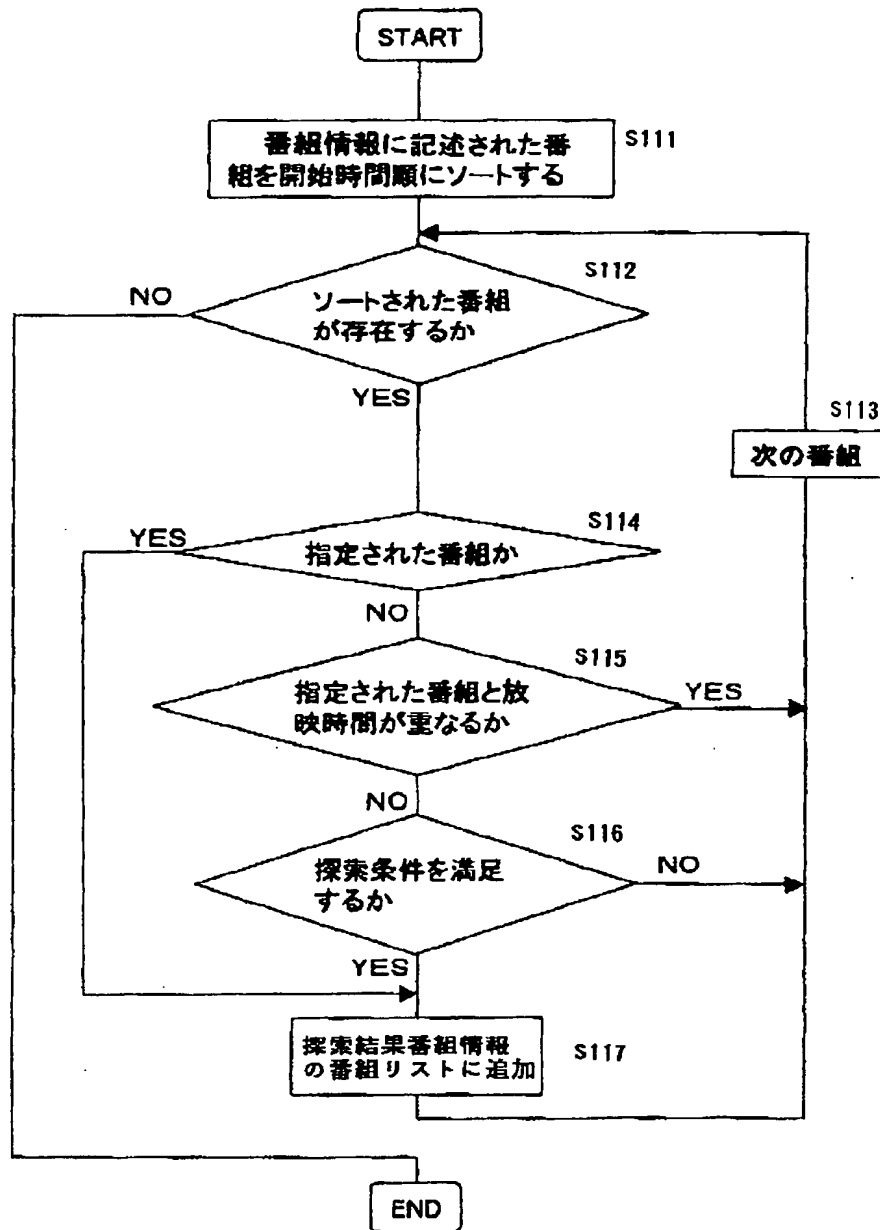 START
番組情報に記述された番
組を開始時間順にソートする
S111
S112
NO
ソートされた番組
が存在するか
YES
S113
次の番組
S114
YES
指定された番組か
NO
S115
指定された番組と放
映時間が重なるか
YES
NO
S116
探索条件を満足
するか
NO
YES
探索結果番組情報
の番組リストに追加
S117
END